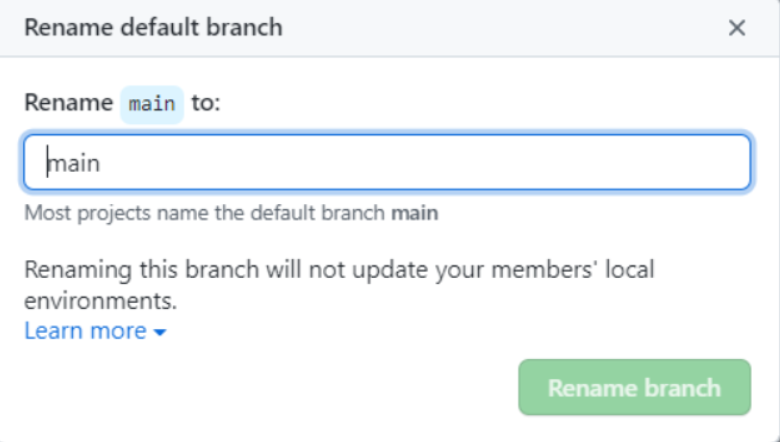 Rename default branch
Rename main to:
main
Most projects name the default branch main
Renaming this branch will not update your members' local
environments.
Learn more
Rename branch